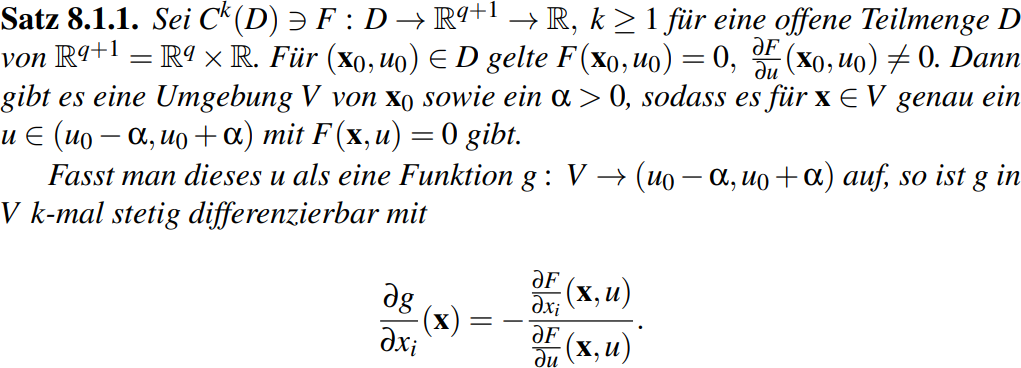 Satz 8.1.1. Sei C^k(D) ∋ F : D → ℝ^{q+1} → ℝ, k ≥ 1 für eine offene Teilmenge D
von ℝ^{q+1} = ℝ^q × ℝ. Für (x₀, u₀) ∈ D gelte F(x₀, u₀) = 0, ∂F/∂u (x₀, u₀) ≠ 0. Dann
gibt es eine Umgebung V von x₀ sowie ein α > 0, sodass es für x ∈ V genau ein
u ∈ (u₀ − α, u₀ + α) mit F(x, u) = 0 gibt.
Fasst man dieses u als eine Funktion g : V → (u₀ − α, u₀ + α) auf, so ist g in
V k-mal stetig differenzierbar mit
∂g/∂xᵢ (x) = − (∂F/∂xᵢ (x, u)) / (∂F/∂u (x, u)).